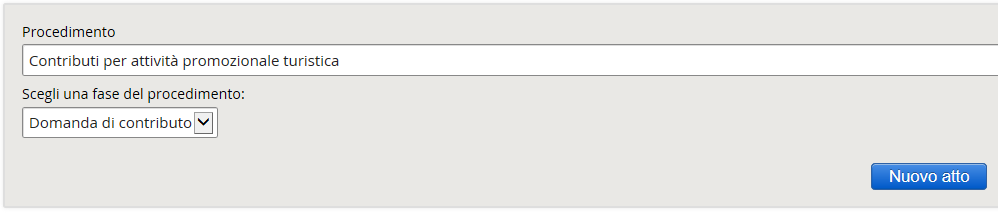 Procedimento
Contributi per attività promozionale turistica
Scegli una fase del procedimento:
Domanda di contributo
Nuovo atto